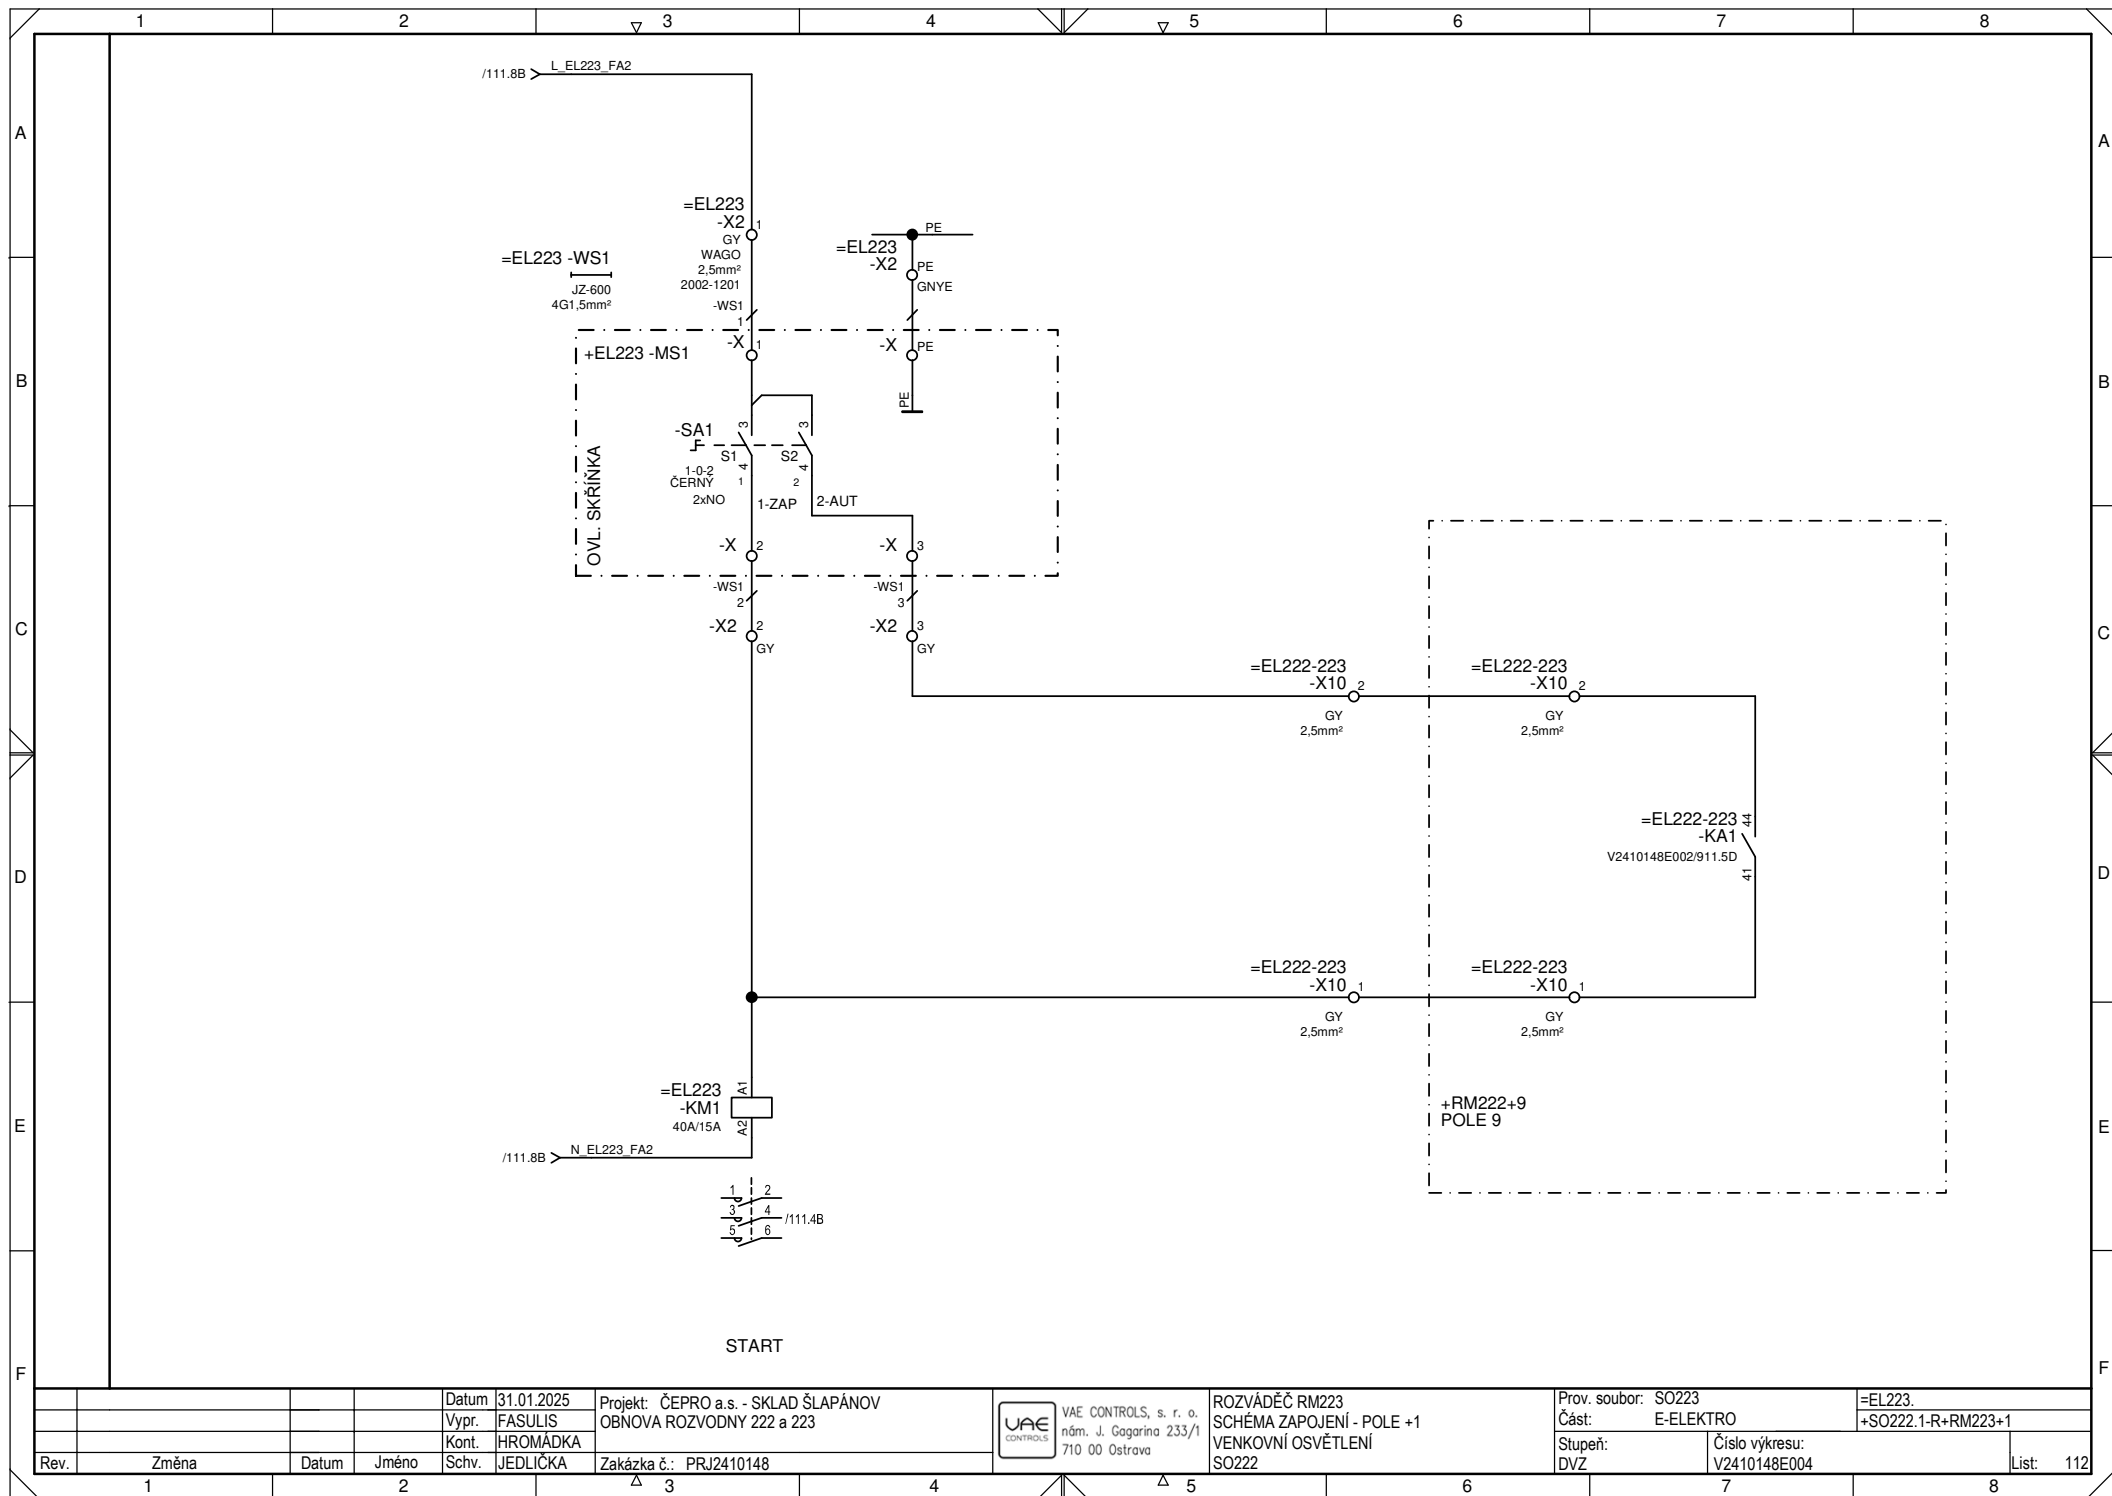 1 2 3 4 5 6 7 8
/111.8B L_EL223_FA2
A A
=EL223
-X2 1
GY
WAGO
2,5mm²
2002-1201
PE
=EL223
-X2 PE
GNYE
=EL223 -WS1
JZ-600
4G1,5mm²
-WS1
1
+EL223 -MS1
-X 1
-X PE
PE
B B
-SA1
3 3
S1 S2
4 4
1-0-2
ČERNÝ
2xNO
1 2
1-ZAP 2-AUT
OVL. SKŘÍŇKA
-X 2
-X 3
-WS1
2
-WS1
3
-X2 2
GY
-X2 3
GY
C C
=EL222-223
-X10 2
GY
2,5mm²
=EL222-223
-X10 2
GY
2,5mm²
=EL222-223
-KA1
V2410148E002/911.5D
44
41
D D
=EL222-223
-X10 1
GY
2,5mm²
=EL222-223
-X10 1
GY
2,5mm²
=EL223
-KM1
40A/15A
A1
A2
+RM222+9
POLE 9
E E
/111.8B N_EL223_FA2
1 2
3 4 /111.4B
5 6
START
F F
Datum 31.01.2025
Vypr. FASULIS
Kont. HROMÁDKA
Rev. Změna Datum Jméno Schv. JEDLIČKA
Projekt: ČEPRO a.s. - SKLAD ŠLAPÁNOV
OBNOVA ROZVODNY 222 a 223
Zakázka č.: PRJ2410148
VAE
CONTROLS
VAE CONTROLS, s. r. o.
nám. J. Gagarina 233/1
710 00 Ostrava
ROZVÁDĚČ RM223
SCHÉMA ZAPOJENÍ - POLE +1
VENKOVNÍ OSVĚTLENÍ
SO222
Prov. soubor: SO223
Část: E-ELEKTRO
Stupeň:
DVZ
Číslo výkresu:
V2410148E004
=EL223.
+SO222.1-R+RM223+1
List: 112
1 2 3 4 5 6 7 8